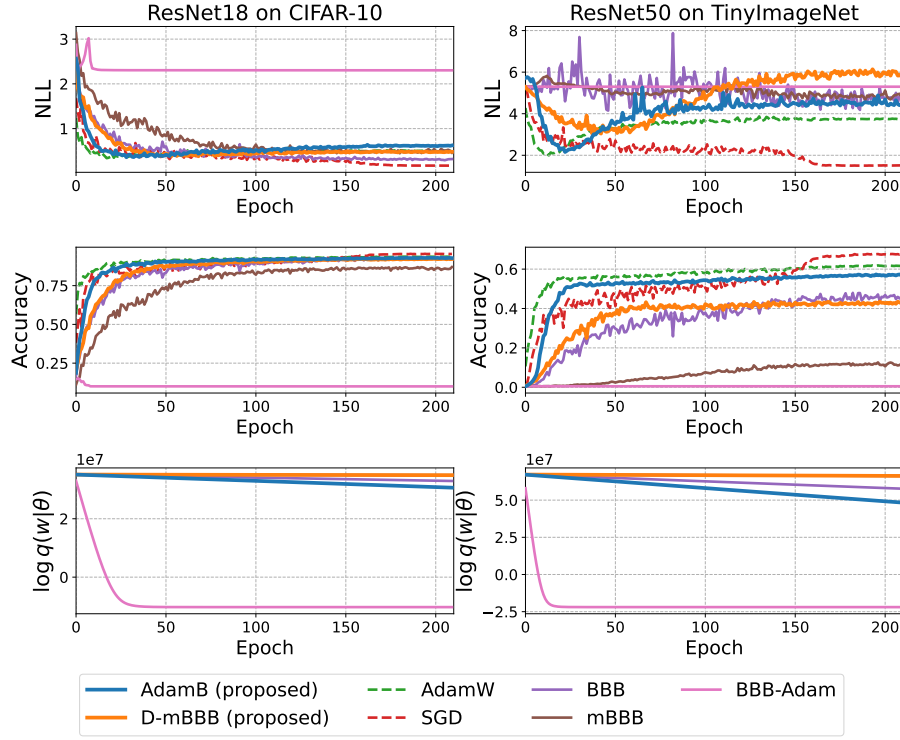 ResNet18 on CIFAR-10
ResNet50 on TinyImageNet
NLL
3
2
1
0 50 100 150 200
Epoch
NLL
8
6
4
2
0 50 100 150 200
Epoch
Accuracy
0.75
0.50
0.25
0 50 100 150 200
Epoch
Accuracy
0.6
0.4
0.2
0.0
0 50 100 150 200
Epoch
1e7
log q(w|θ)
2
0
0 50 100 150 200
Epoch
1e7
log q(w|θ)
5.0
2.5
0.0
−2.5
0 50 100 150 200
Epoch
AdamB (proposed) AdamW BBB BBB-Adam
D-mBBB (proposed) SGD mBBB